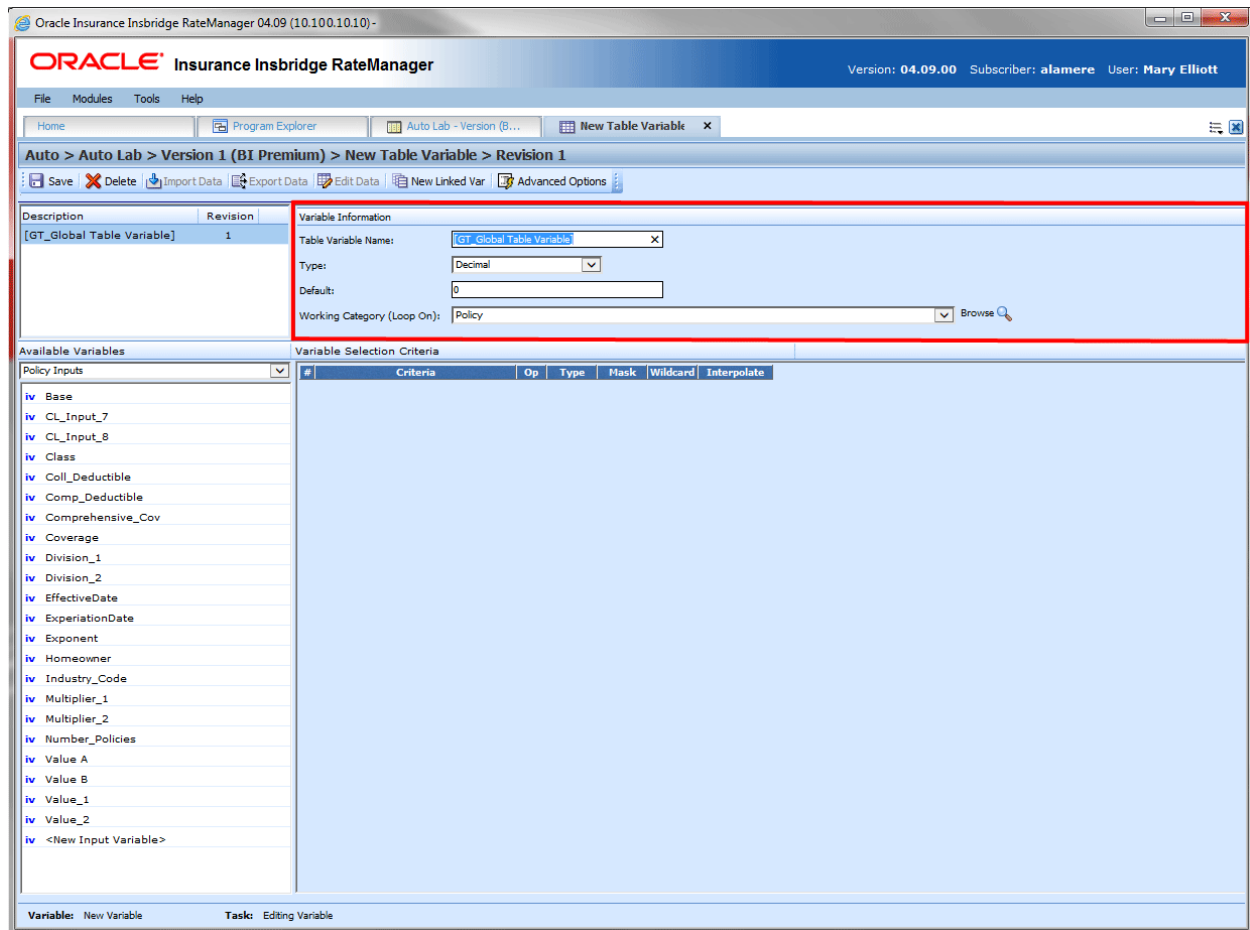 Oracle Insurance Insbridge RateManager 04.09 (10.100.10.10) -
ORACLE Insurance Insbridge RateManager
Version: 04.09.00 Subscriber: alamere User: Mary Elliott
File Modules Tools Help
Home Program Explorer Auto Lab - Version (B... New Table Variable X
Auto > Auto Lab > Version 1 (BI Premium) > New Table Variable > Revision 1
Save Delete Import Data Export Data Edit Data New Linked Var Advanced Options
Description Revision
[GT_Global Table Variable] 1
Variable Information
Table Variable Name: [GT_Global Table Variable] X
Type: Decimal
Default: 0
Working Category (Loop On): Policy Browse
Available Variables
Policy Inputs
iv Base
iv CL_Input_7
iv CL_Input_8
iv Class
iv Coll_Deductible
iv Comp_Deductible
iv Comprehensive_Cov
iv Coverage
iv Division_1
iv Division_2
iv EffectiveDate
iv ExperiationDate
iv Exponent
iv Homeowner
iv Industry_Code
iv Multiplier_1
iv Multiplier_2
iv Number_Policies
iv Value A
iv Value B
iv Value_1
iv Value_2
iv <New Input Variable>
Variable Selection Criteria
# Criteria Op Type Mask Wildcard Interpolate
Variable: New Variable Task: Editing Variable